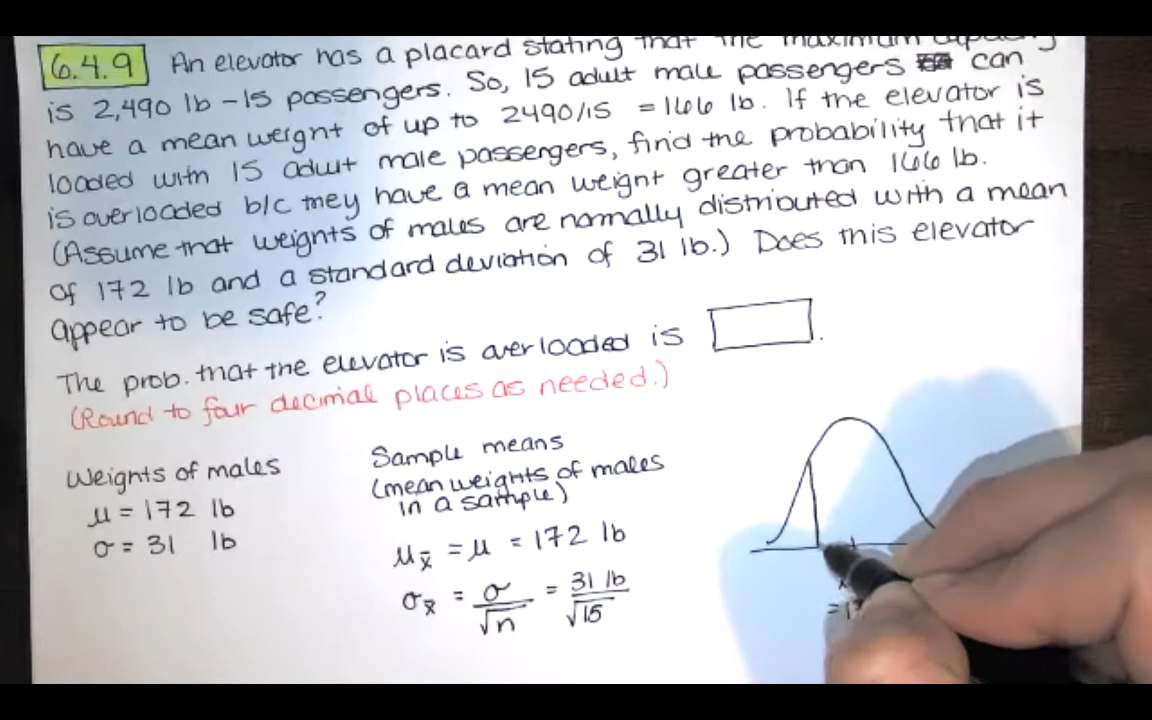 6.4.9 An elevator has a placard stating that the maximum capacity
is 2,490 lb - 15 passengers. So, 15 adult male passengers can
have a mean weight of up to 2490/15 = 166 lb. If the elevator is
loaded with 15 adult male passengers, find the probability that it
is overloaded b/c they have a mean weight greater than 166 lb.
(Assume that weights of males are normally distributed with a mean
of 172 lb and a standard deviation of 31 lb.) Does this elevator
appear to be safe?
The prob. that the elevator is overloaded is .
(Round to four decimal places as needed.)
Weights of males
μ = 172 lb
σ = 31 lb
Sample means
(mean weights of males
in a sample)
μx̄ = μ = 172 lb
σx̄ = σ/√n = 31 lb/√15